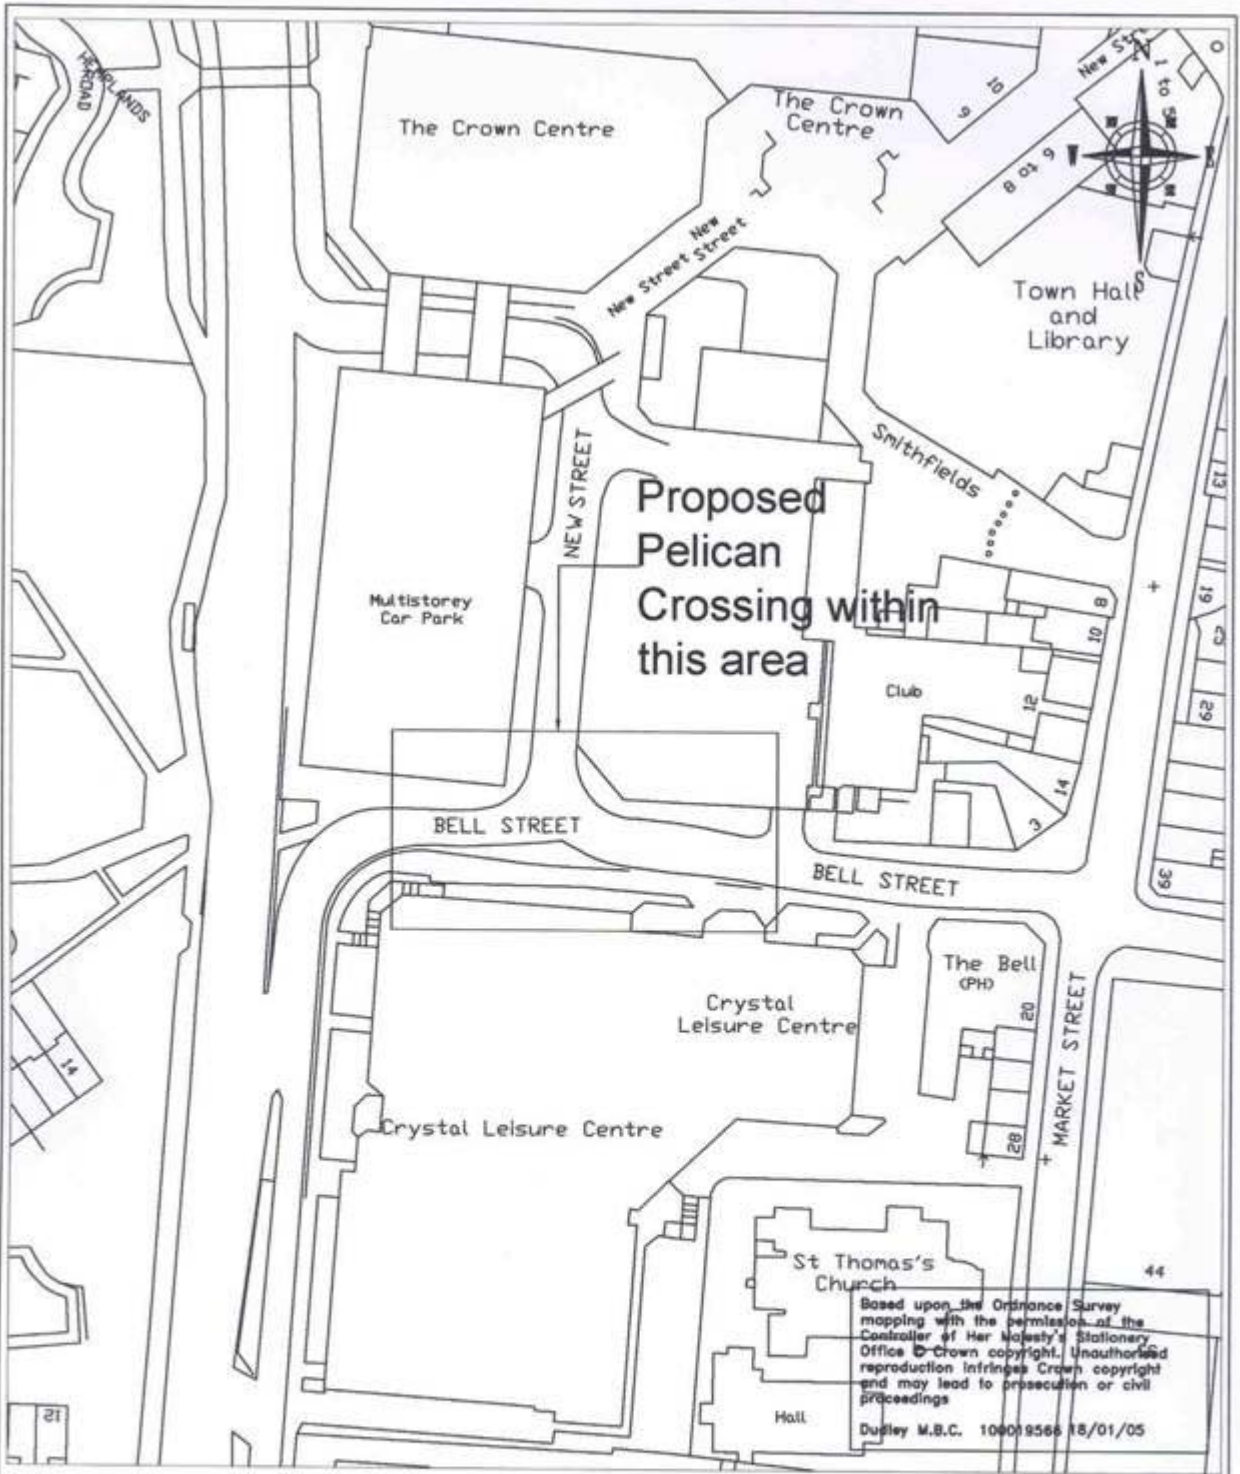 HEMPLANDS
ROAD
The Crown Centre
The Crown
Centre
10
9
New Str
1 to 5
N
S
6 to 8
New
Street
New Street
Town Hall
and
Library
Smithfields
NEW STREET
Proposed
Pelican
Crossing within
this area
Multistorey
Car Park
13
19
29
39
8
10
Club
12
14
3
BELL STREET
BELL STREET
The Bell
(PH)
20
28
MARKET STREET
Crystal
Leisure Centre
Crystal Leisure Centre
14
St Thomas's
Church
44
Hall
12
Based upon the Ordnance Survey
mapping with the permission of the
Controller of Her Majesty's Stationery
Office © Crown copyright. Unauthorised
reproduction infringes Crown copyright
and may lead to prosecution or civil
proceedings
Dudley M.B.C. 100019566 18/01/05